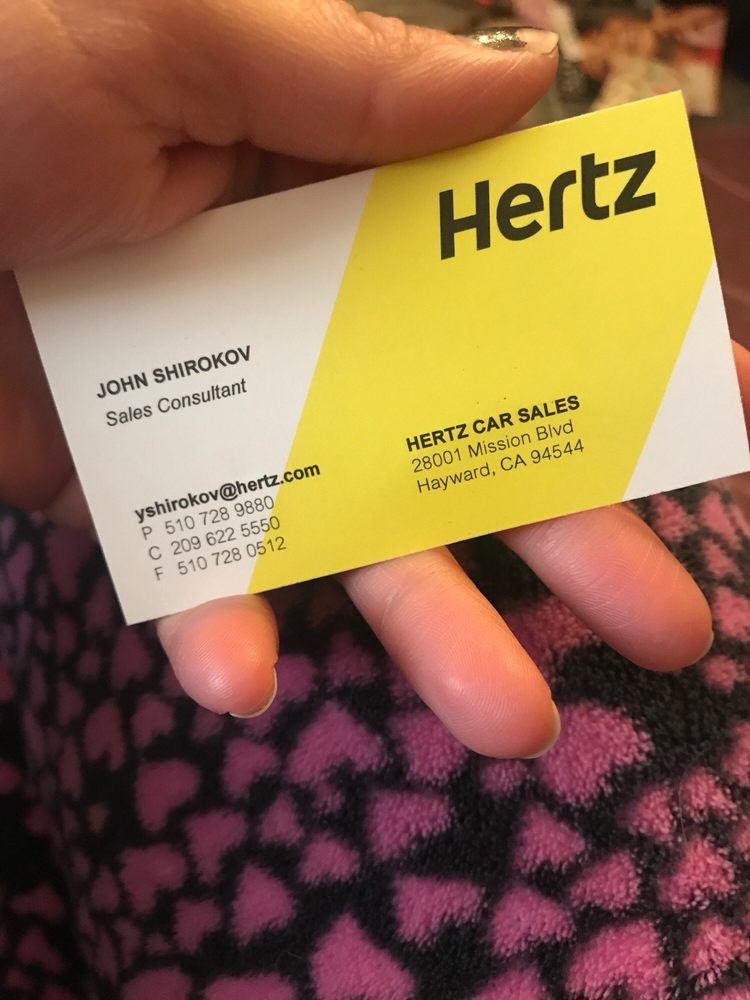 Hertz
JOHN SHIROKOV
Sales Consultant
yshirokov@hertz.com
P 510 728 9880
C 209 622 5550
F 510 728 0512
HERTZ CAR SALES
28001 Mission Blvd
Hayward, CA 94544